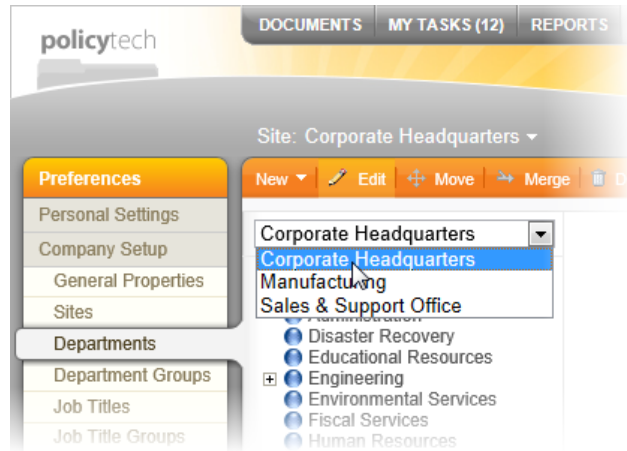 policytech
DOCUMENTS MY TASKS (12) REPORTS
Site: Corporate Headquarters
Preferences
New Edit Move Merge D
Personal Settings
Company Setup
General Properties
Sites
Departments
Department Groups
Job Titles
Job Title Groups
Corporate Headquarters
Corporate Headquarters
Manufacturing
Sales & Support Office
Administration
Disaster Recovery
Educational Resources
Engineering
Environmental Services
Fiscal Services
Human Resources